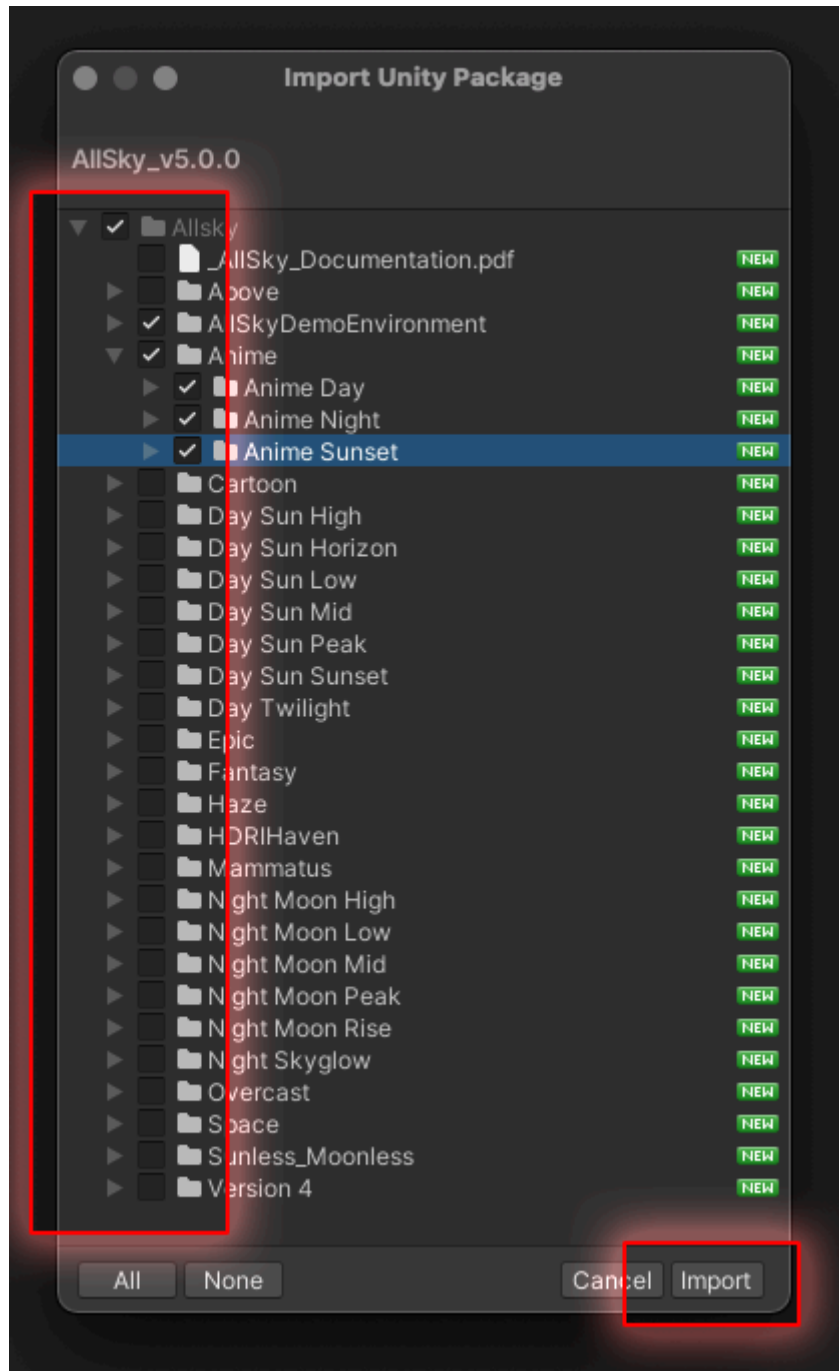 Import Unity Package
AllSky_v5.0.0
Allsky
_AllSky_Documentation.pdf NEW
Above NEW
AllSkyDemoEnvironment NEW
Anime NEW
Anime Day NEW
Anime Night NEW
Anime Sunset NEW
Cartoon NEW
Day Sun High NEW
Day Sun Horizon NEW
Day Sun Low NEW
Day Sun Mid NEW
Day Sun Peak NEW
Day Sun Sunset NEW
Day Twilight NEW
Epic NEW
Fantasy NEW
Haze NEW
HDRIHaven NEW
Mammatus NEW
Night Moon High NEW
Night Moon Low NEW
Night Moon Mid NEW
Night Moon Peak NEW
Night Moon Rise NEW
Night Skyglow NEW
Overcast NEW
Space NEW
Sunless_Moonless NEW
Version 4 NEW
All None Cancel Import